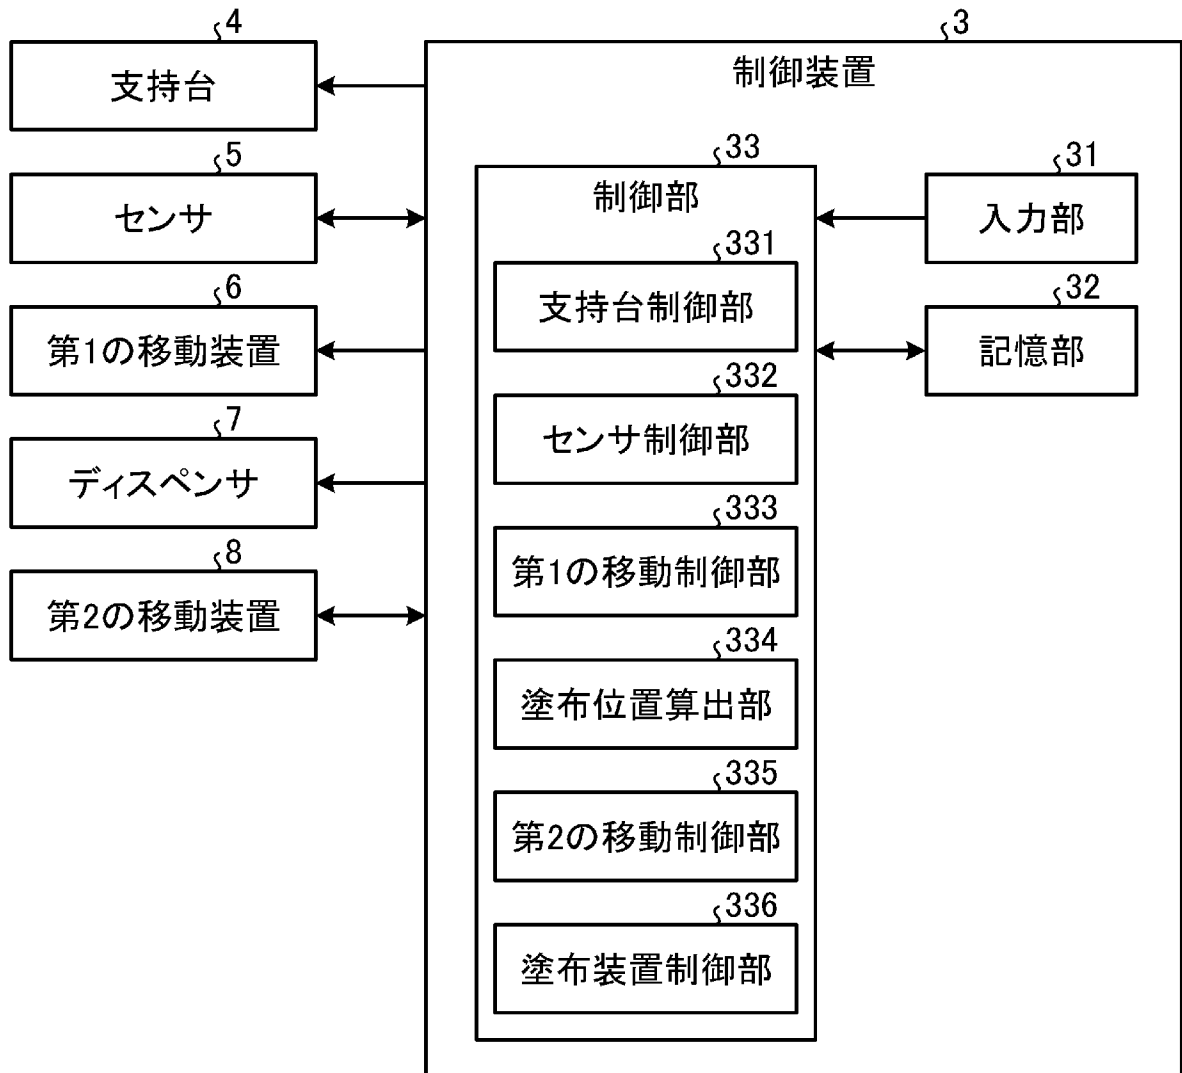 4
支持台
5
センサ
6
第1の移動装置
7
ディスペンサ
8
第2の移動装置
3
制御装置
33
制御部
331
支持台制御部
332
センサ制御部
333
第1の移動制御部
334
塗布位置算出部
335
第2の移動制御部
336
塗布装置制御部
31
入力部
32
記憶部